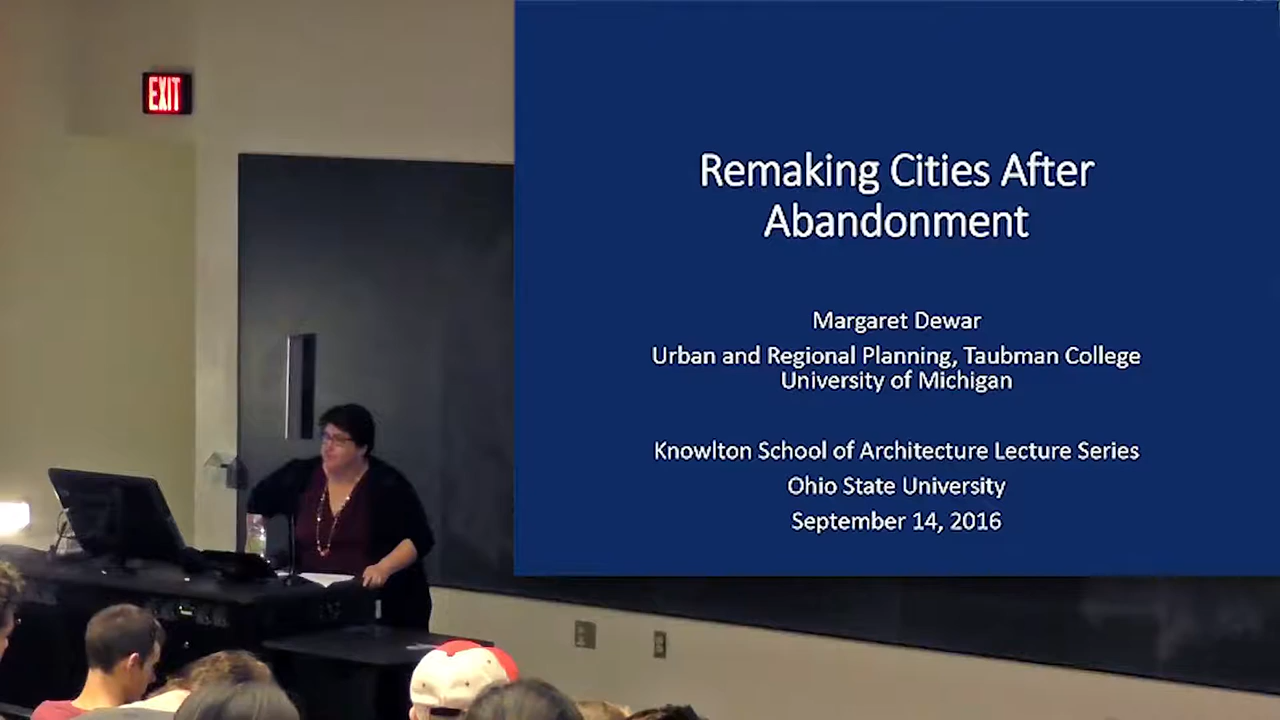 EXIT
Remaking Cities After
Abandonment
Margaret Dewar
Urban and Regional Planning, Taubman College
University of Michigan
Knowlton School of Architecture Lecture Series
Ohio State University
September 14, 2016